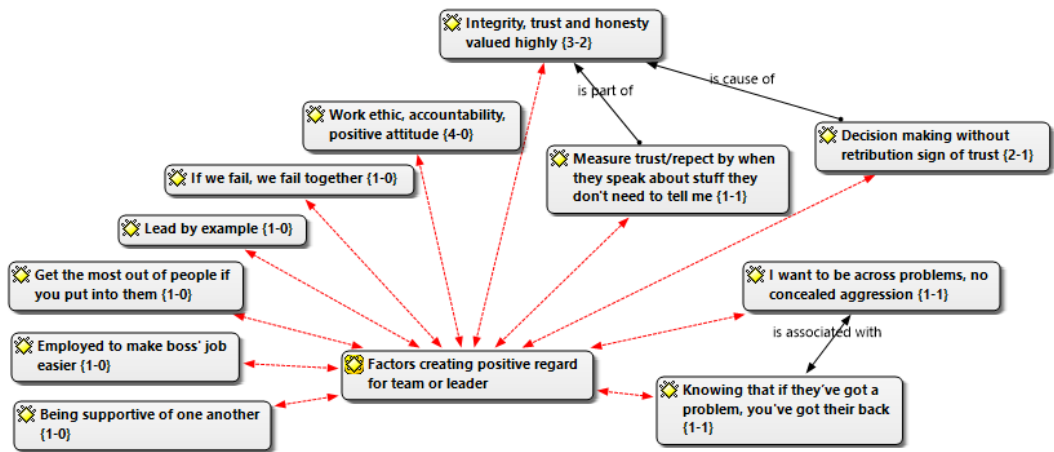 Integrity, trust and honesty
valued highly {3-2}
is cause of
is part of
Work ethic, accountability,
positive attitude {4-0}
Decision making without
retribution sign of trust {2-1}
Measure trust/repect by when
they speak about stuff they
don't need to tell me {1-1}
If we fail, we fail together {1-0}
Lead by example {1-0}
Get the most out of people if
you put into them {1-0}
I want to be across problems, no
concealed aggression {1-1}
is associated with
Employed to make boss' job
easier {1-0}
Factors creating positive regard
for team or leader
Knowing that if they've got a
problem, you've got their back
{1-1}
Being supportive of one another
{1-0}